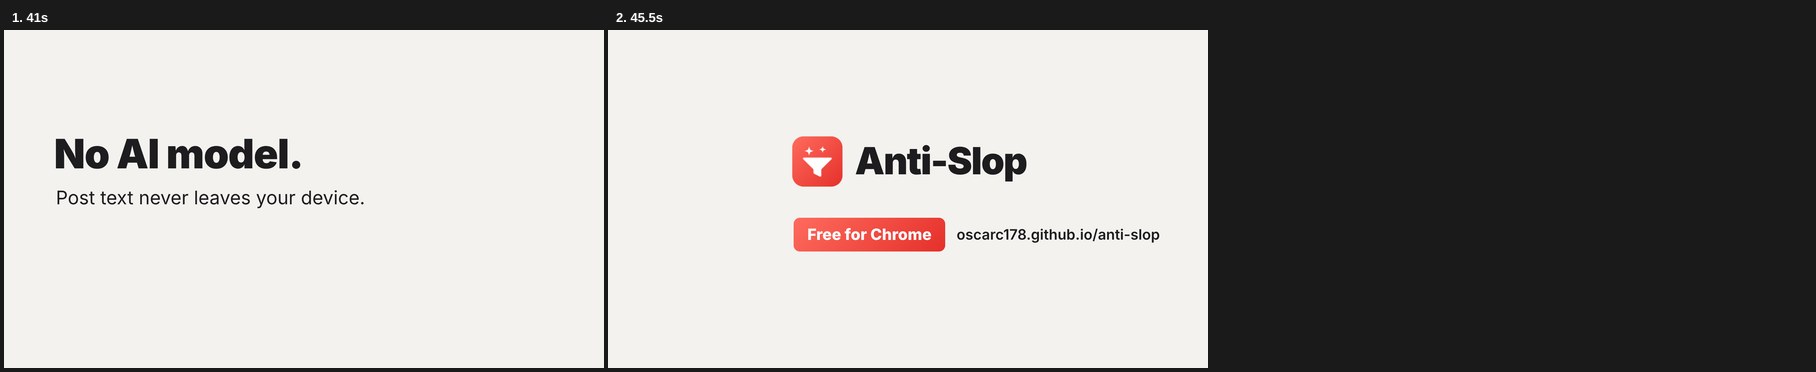 1. 41s
No AI model.
Post text never leaves your device.
2. 45.5s
Anti-Slop
Free for Chrome
oscarc178.github.io/anti-slop